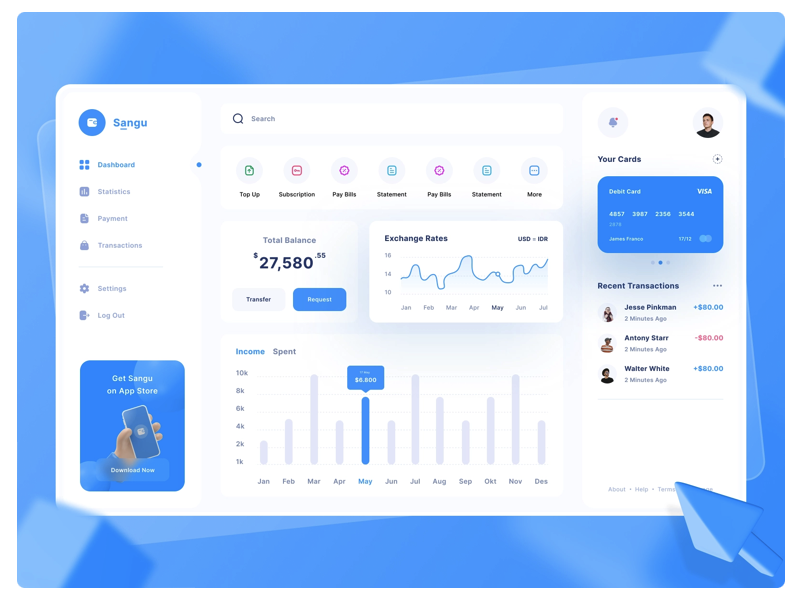 Sangu
Dashboard
Statistics
Payment
Transactions
Settings
Log Out
Get Sangu
on App Store
Download Now
Search
Top Up
Subscription
Pay Bills
Statement
Pay Bills
Statement
More
Total Balance
$27,580.55
Transfer
Request
Exchange Rates
USD = IDR
16
14
10
Jan Feb Mar Apr May Jun Jul
Income Spent
10k
8k
6k
4k
2k
1k
$8.800
Jan Feb Mar Apr May Jun Jul Aug Sep Okt Nov Des
Your Cards
Debit Card
VISA
4857 3987 2356 3544
James Franco
17/12
Recent Transactions
Jesse Pinkman +$80.00
2 Minutes Ago
Antony Starr -$80.00
2 Minutes Ago
Walter White +$80.00
2 Minutes Ago
About • Help • Terms